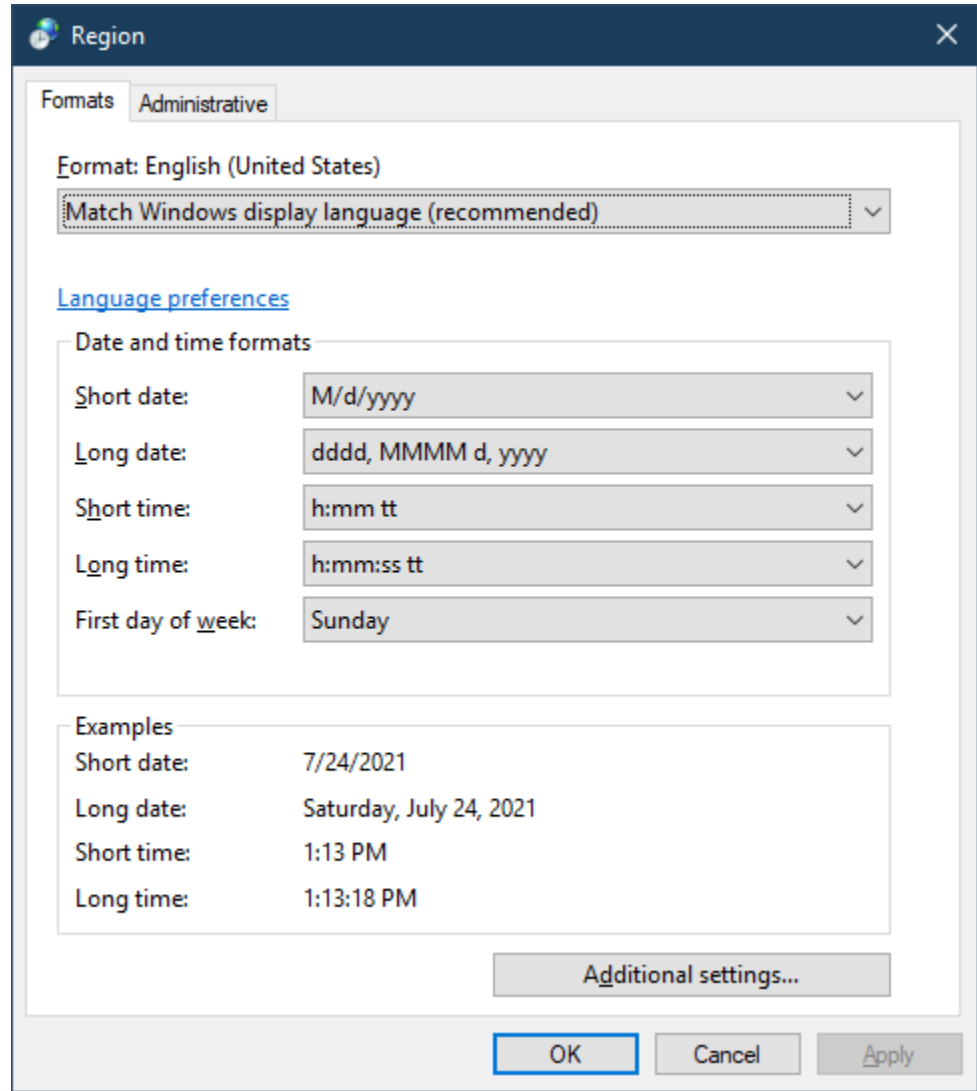 Region
Formats Administrative
Format: English (United States)
Match Windows display language (recommended)
Language preferences
Date and time formats
Short date: M/d/yyyy
Long date: dddd, MMMM d, yyyy
Short time: h:mm tt
Long time: h:mm:ss tt
First day of week: Sunday
Examples
Short date: 7/24/2021
Long date: Saturday, July 24, 2021
Short time: 1:13 PM
Long time: 1:13:18 PM
Additional settings...
OK Cancel Apply